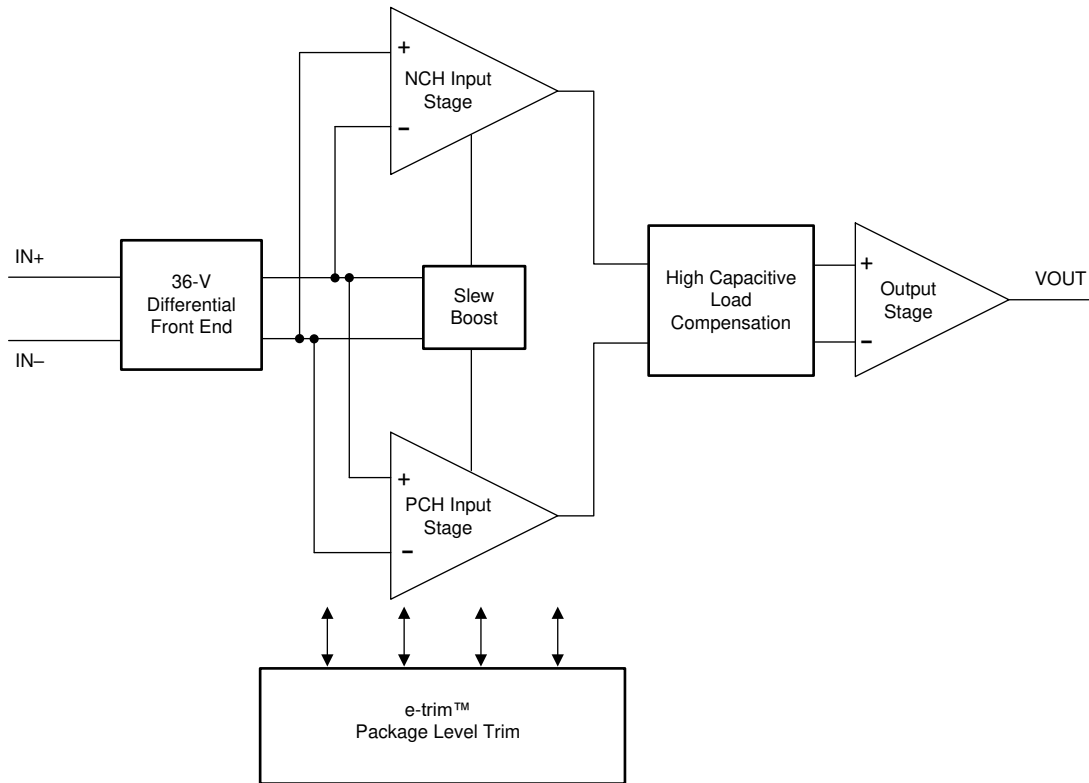 +
NCH Input
Stage
−
IN+
36-V
Differential
Front End
IN−
Slew
Boost
High Capacitive
Load
Compensation
+
Output
Stage
−
VOUT
+
PCH Input
Stage
−
e-trim™
Package Level Trim